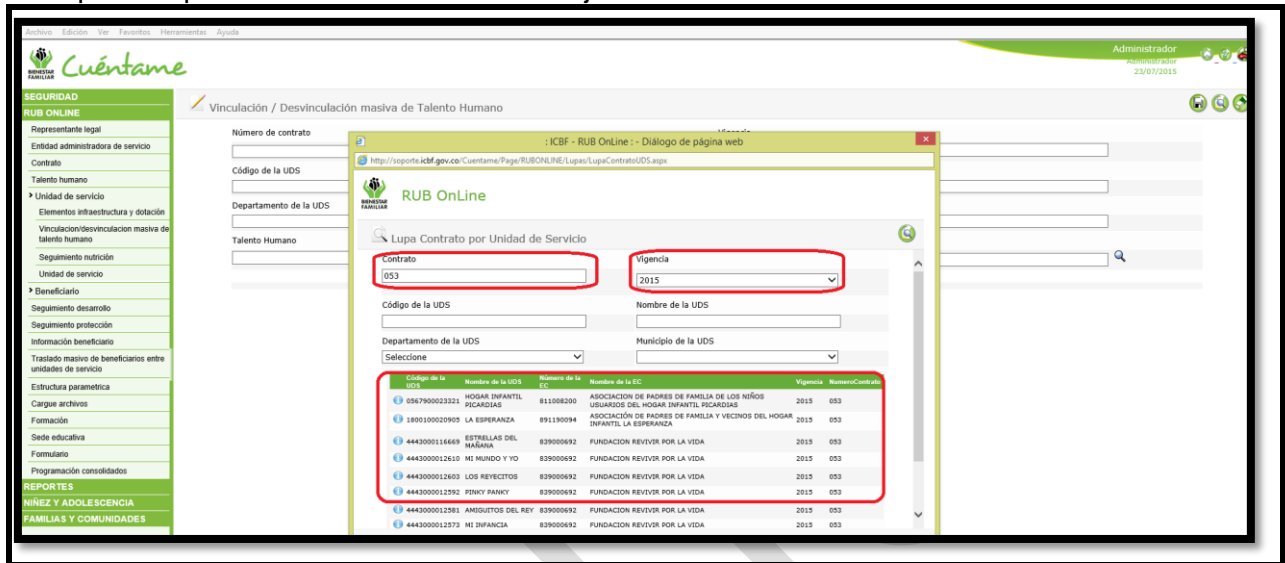 Archivo Edición Ver Favoritos Herramientas Ayuda
BIENESTAR FAMILIAR
Cuéntame
Administrador
Administrador
23/07/2015
SEGURIDAD
RUB ONLINE
Representante legal
Entidad administradora de servicio
Contrato
Talento humano
Unidad de servicio
Elementos infraestructura y dotación
Vinculacion/desvinculacion masiva de
talento humano
Seguimiento nutrición
Unidad de servicio
Beneficiario
Seguimiento desarrollo
Seguimiento protección
Información beneficiario
Traslado masivo de beneficiarios entre
unidades de servicio
Estructura parametrica
Cargue archivos
Formación
Sede educativa
Formulario
Programación consolidados
REPORTES
NIÑEZ Y ADOLESCENCIA
FAMILIAS Y COMUNIDADES
Vinculación / Desvinculación masiva de Talento Humano
Número de contrato
Código de la UDS
Departamento de la UDS
Talento Humano
: ICBF - RUB OnLine : - Diálogo de página web
http://soporte.icbf.gov.co/Cuentame/Page/RUBONLINE/Lupas/LupaContratoUDS.aspx
BIENESTAR FAMILIAR
RUB OnLine
Lupa Contrato por Unidad de Servicio
Contrato Vigencia
053 2015
Código de la UDS Nombre de la UDS
Departamento de la UDS Municipio de la UDS
Seleccione
Código de la UDS Nombre de la UDS Número de la EC Nombre de la EC Vigencia NumeroContrato
0567900023321 HOGAR INFANTIL PICARDIAS 811008200 ASOCIACION DE PADRES DE FAMILIA DE LOS NIÑOS USUARIOS DEL HOGAR INFANTIL PICARDIAS 2015 053
1800100020905 LA ESPERANZA 891190094 ASOCIACIÓN DE PADRES DE FAMILIA Y VECINOS DEL HOGAR INFANTIL LA ESPERANZA 2015 053
4443000116669 ESTRELLAS DEL MAÑANA 839000692 FUNDACION REVIVIR POR LA VIDA 2015 053
4443000012610 MI MUNDO Y YO 839000692 FUNDACION REVIVIR POR LA VIDA 2015 053
4443000012603 LOS REYECITOS 839000692 FUNDACION REVIVIR POR LA VIDA 2015 053
4443000012592 PINKY PANKY 839000692 FUNDACION REVIVIR POR LA VIDA 2015 053
4443000012581 AMIGUITOS DEL REY 839000692 FUNDACION REVIVIR POR LA VIDA 2015 053
4443000012573 MI INFANCIA 839000692 FUNDACION REVIVIR POR LA VIDA 2015 053